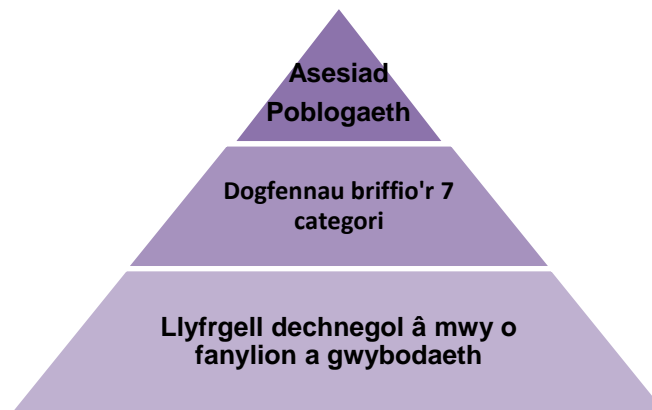 Asesiad
Poblogaeth
Dogfennau briffio'r 7
categori
Llyfrgell dechnegol â mwy o
fanylion a gwybodaeth